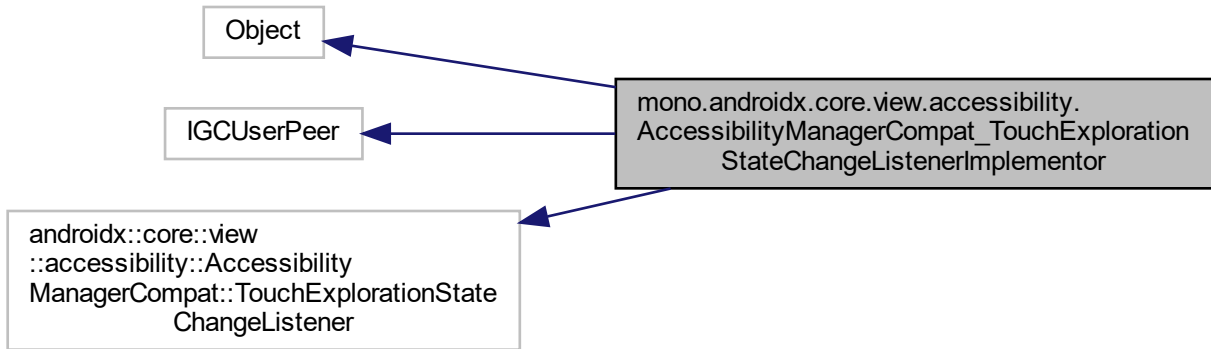 Object
IGCUserPeer
androidx::core::view
::accessibility::Accessibility
ManagerCompat::TouchExplorationState
ChangeListener
mono.androidx.core.view.accessibility.
AccessibilityManagerCompat_TouchExploration
StateChangeListenerImplementor